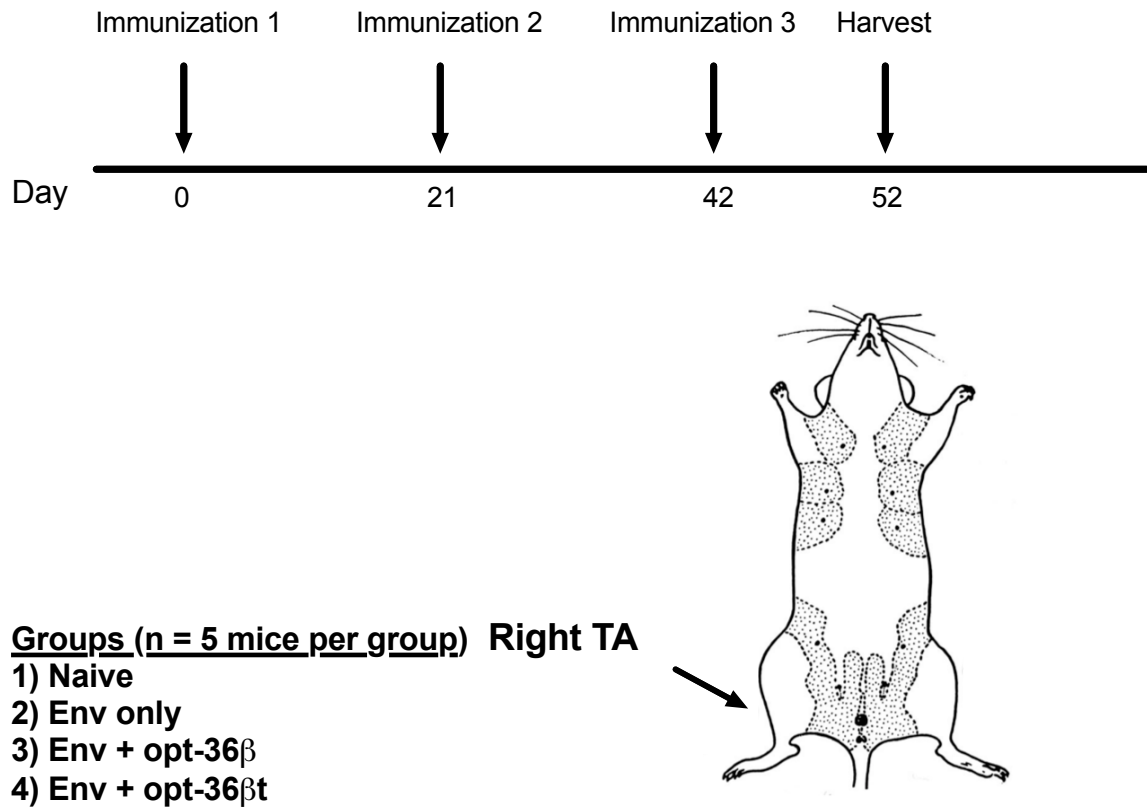 Immunization 1 Immunization 2 Immunization 3 Harvest
Day 0 21 42 52
Groups (n = 5 mice per group) Right TA
1) Naive
2) Env only
3) Env + opt-36β
4) Env + opt-36βt